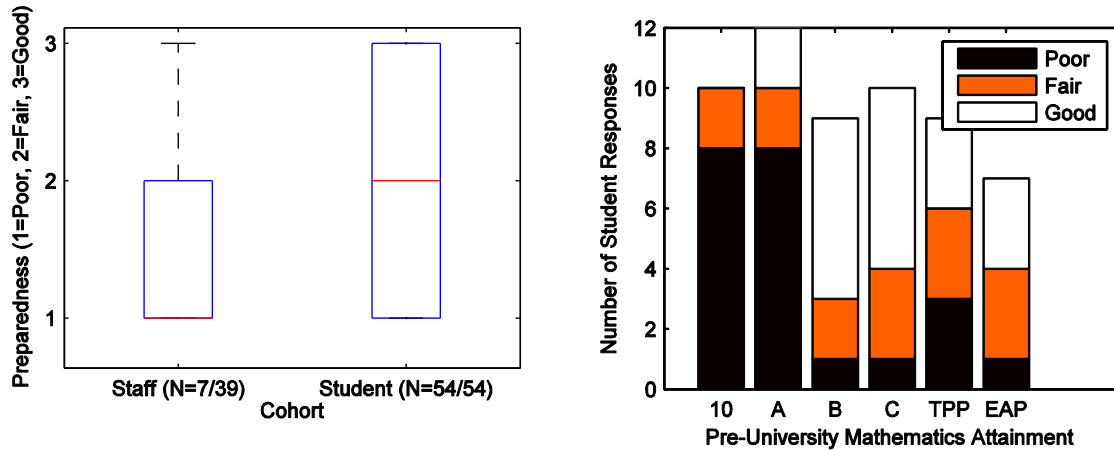 Preparedness (1=Poor, 2=Fair, 3=Good)
3
2
1
Staff (N=7/39)
Student (N=54/54)
Cohort
Number of Student Responses
12
10
8
6
4
2
0
Poor
Fair
Good
10
A
B
C
TPP
EAP
Pre-University Mathematics Attainment